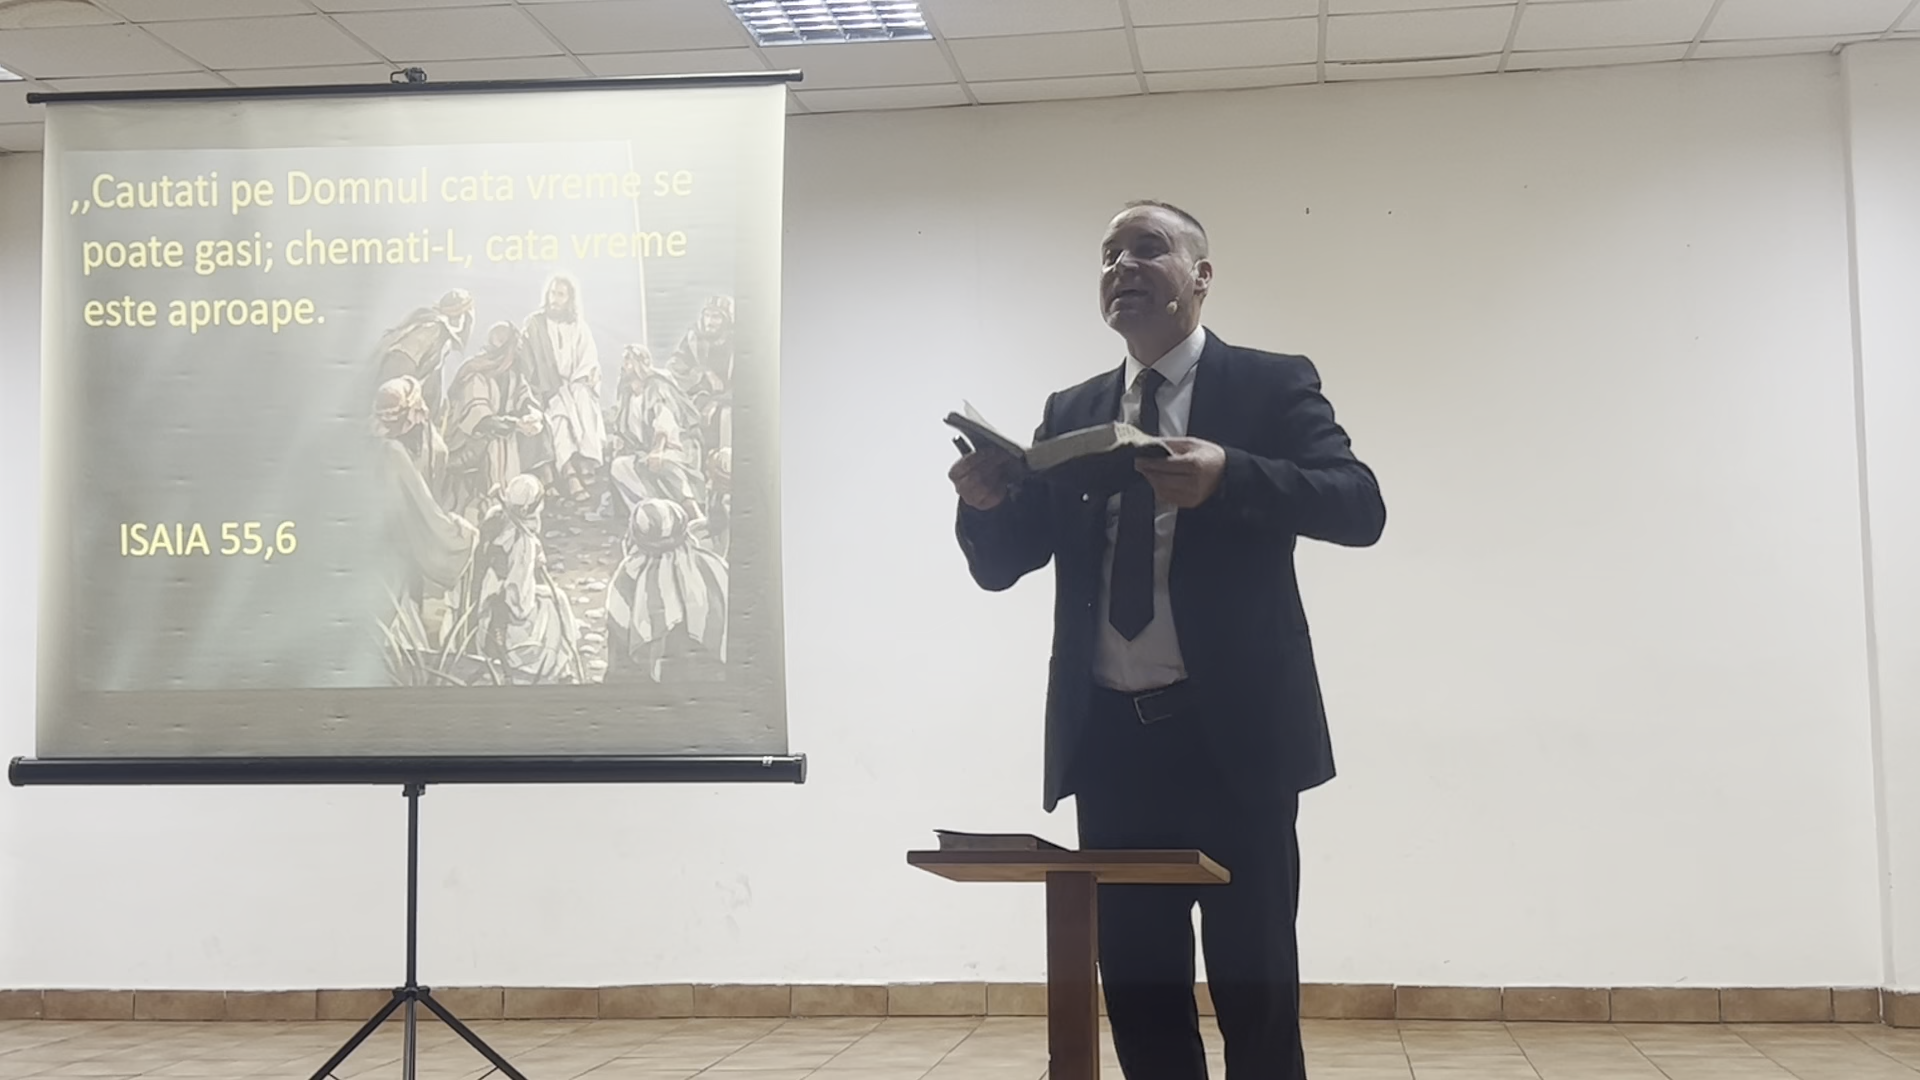 ,,Cautati pe Domnul cata vreme se
poate gasi; chemati-L, cata vreme
este aproape.
ISAIA 55,6